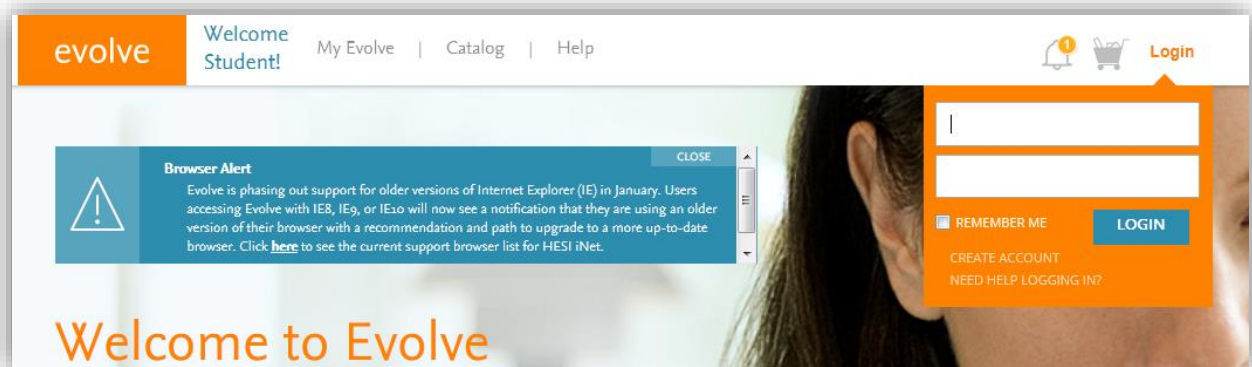 evolve
Welcome
Student!
My Evolve | Catalog | Help
1
Login
CLOSE
Browser Alert
Evolve is phasing out support for older versions of Internet Explorer (IE) in January. Users
accessing Evolve with IE8, IE9, or IE10 will now see a notification that they are using an older
version of their browser with a recommendation and path to upgrade to a more up-to-date
browser. Click here to see the current support browser list for HESI iNet.
REMEMBER ME
LOGIN
CREATE ACCOUNT
NEED HELP LOGGING IN?
Welcome to Evolve